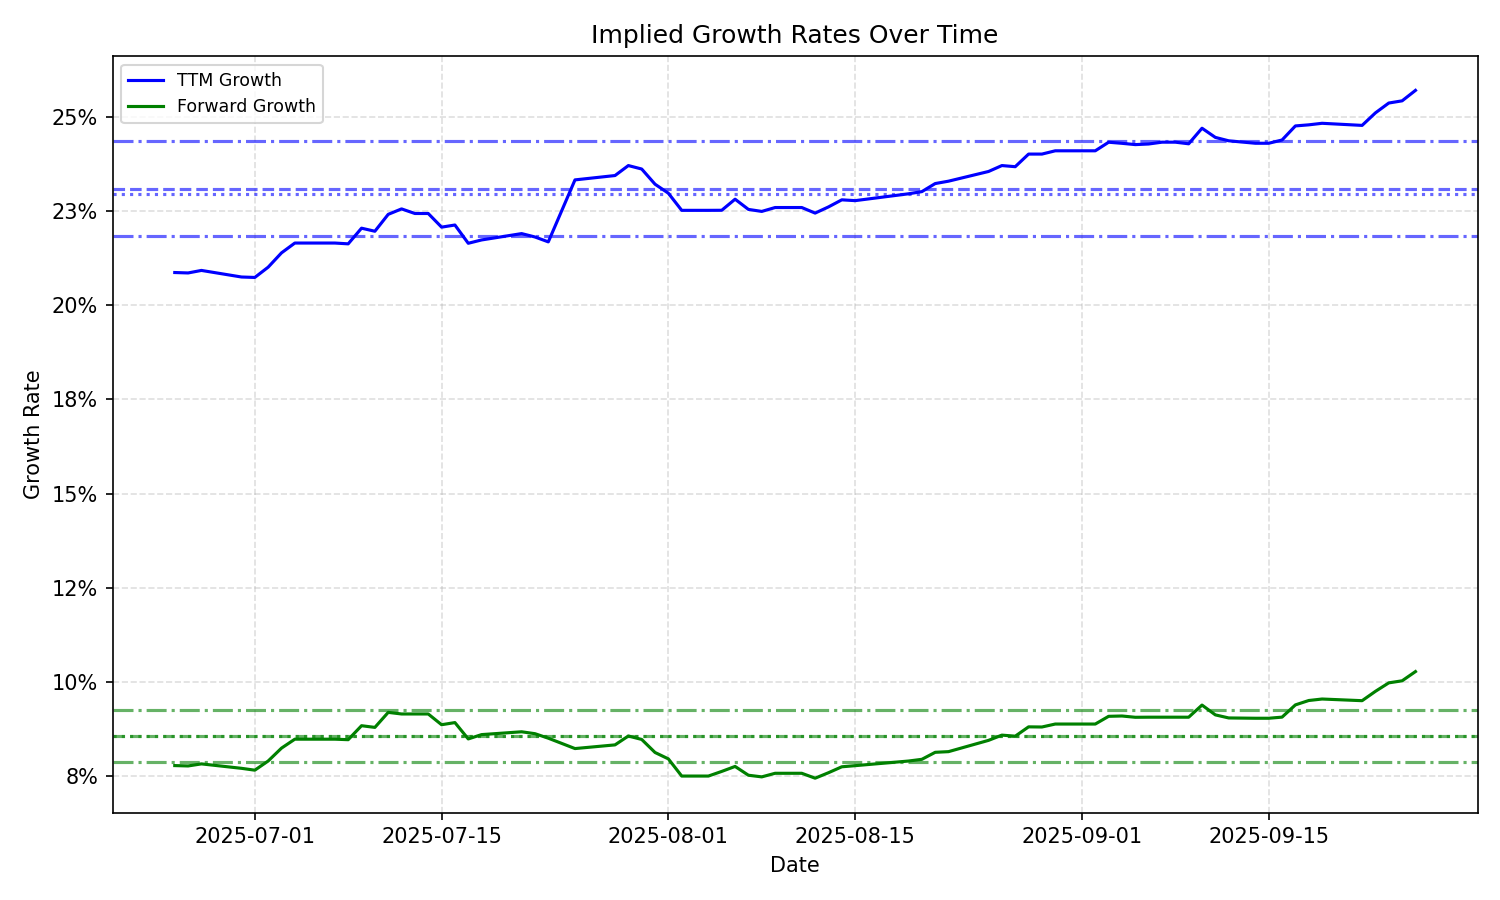 Implied Growth Rates Over Time
TTM Growth
Forward Growth
25%
23%
20%
18%
15%
12%
10%
8%
Growth Rate
2025-07-01
2025-07-15
2025-08-01
2025-08-15
2025-09-01
2025-09-15
Date